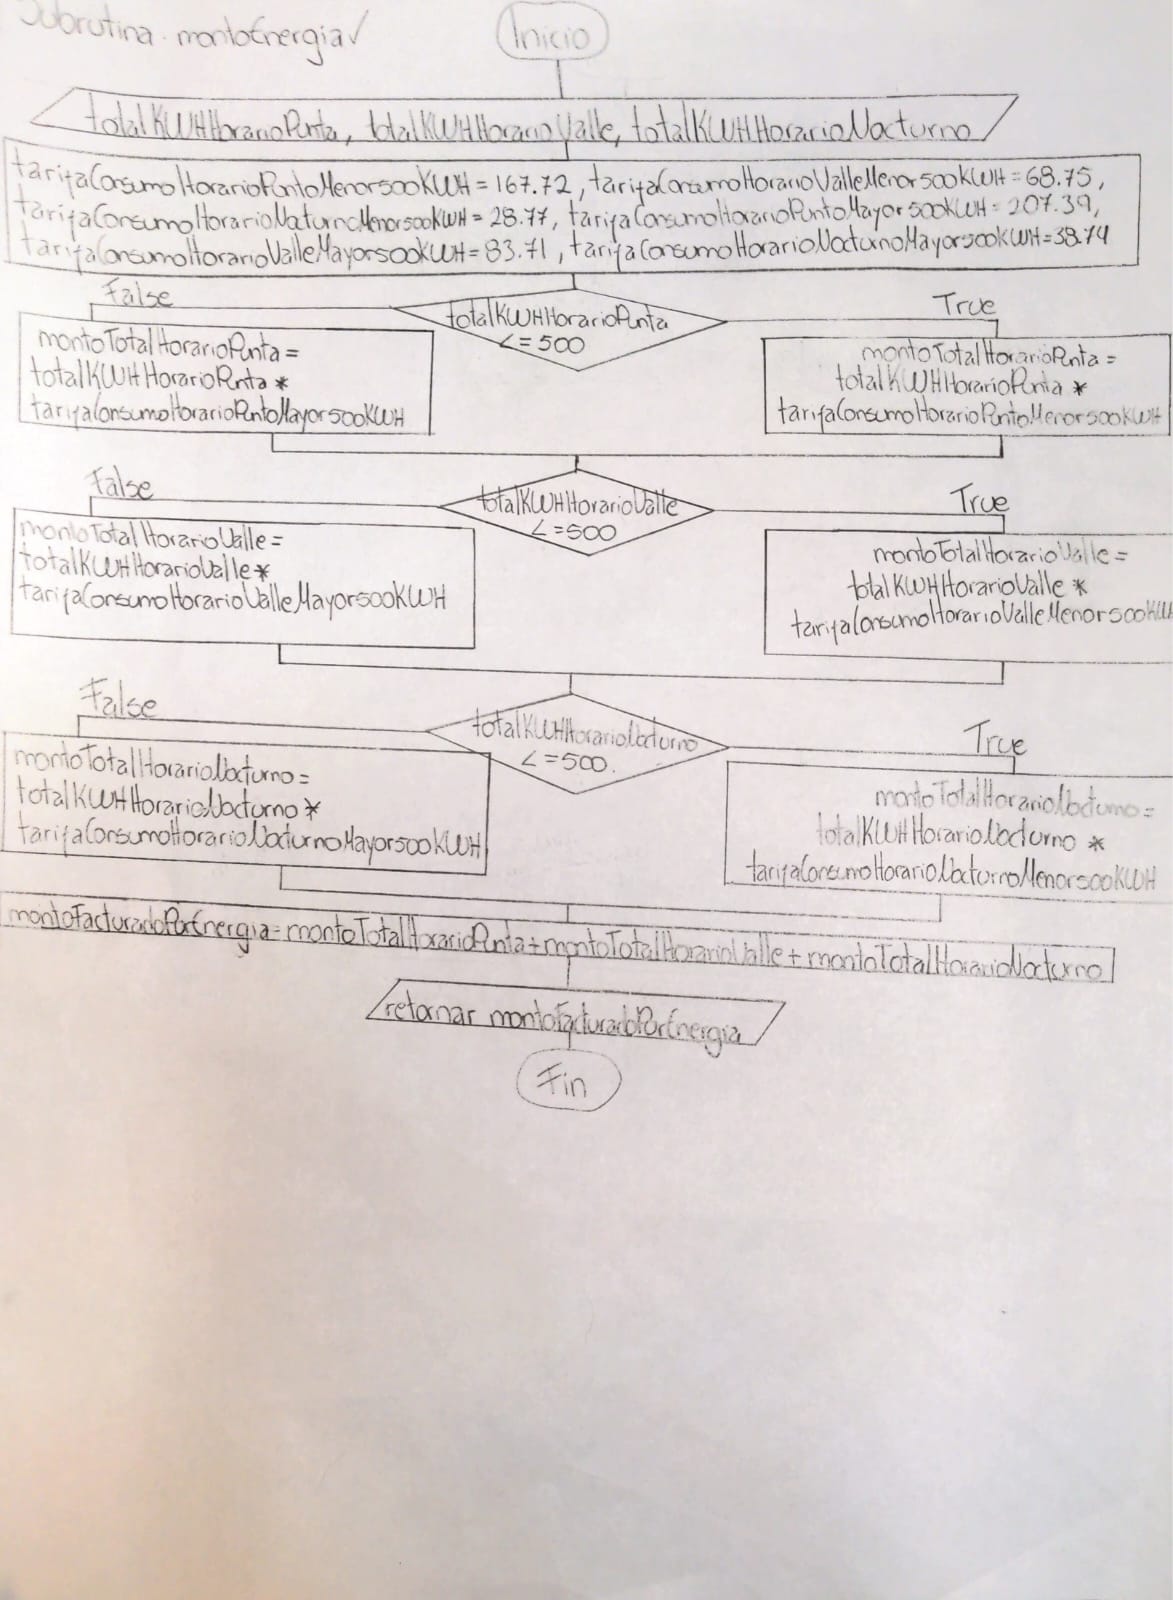 Subrutina. montoEnergia✓
Inicio
totalKWHHorarioPunta, totalKWHHorarioValle, totalKWHHorarioNocturno
tarifaConsumoHorarioPuntoMenor500KWH = 167.72, tarifaConsumoHorarioValleMenor500KWH = 68.75,
tarifaConsumoHorarioNocturnoMenor500KWH = 28.77, tarifaConsumoHorarioPuntoMayor500KWH = 207.39,
tarifaConsumoHorarioValleMayor500KWH = 83.71, tarifaConsumoHorarioNocturnoMayor500KWH = 38.74
False
totalKWHHorarioPunta
<= 500
True
montoTotalHorarioPunta =
totalKWHHorarioPnta *
tarifaConsumoHorarioPuntoMayor500KWH
montoTotalHorarioPunta =
totalKWHHorarioPunta *
tarifaConsumoHorarioPuntoMenor500KWH
False
totalKWHHorarioValle
<=500
True
montoTotalHorarioValle =
totalKWHHorarioValle *
tarifaConsumoHorarioValleMayor500KWH
montoTotalHorarioValle =
totalKWHHorarioValle *
tarifaConsumoHorarioValleMenor500KWH
False
totalKWHHorarioNocturno
<=500.
True
montoTotalHorarioNocturno =
totalKWHHorarioNocturno *
tarifaConsumoHorarioNocturnoMayor500KWH
montoTotalHorarioNocturno =
totalKWHHorarioNocturno *
tarifaConsumoHorarioNocturnoMenor500KWH
montoFacturadoPorEnergia = montoTotalHorarioPunta + montoTotalHorarioValle + montoTotalHorarioNocturno
retornar montoFacturadoPorEnergia
Fin